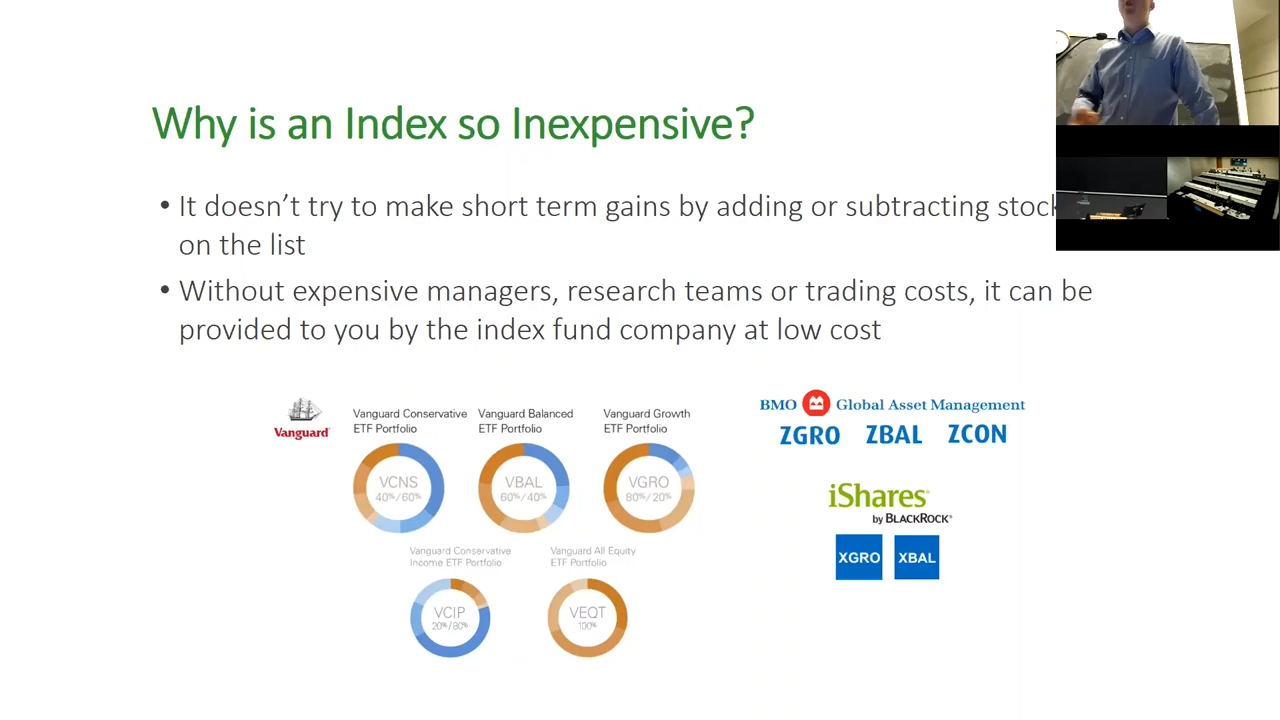 Why is an Index so Inexpensive?
• It doesn't try to make short term gains by adding or subtracting stock
on the list
• Without expensive managers, research teams or trading costs, it can be
provided to you by the index fund company at low cost
Vanguard
Vanguard Conservative
ETF Portfolio
VCNS
40%/60%
Vanguard Balanced
ETF Portfolio
VBAL
60%/40%
Vanguard Growth
ETF Portfolio
VGRO
80%/20%
Vanguard Conservative
Income ETF Portfolio
VCIP
20%/80%
Vanguard All Equity
ETF Portfolio
VEQT
100%
BMO Global Asset Management
ZGRO ZBAL ZCON
iShares®
by BLACKROCK®
XGRO XBAL